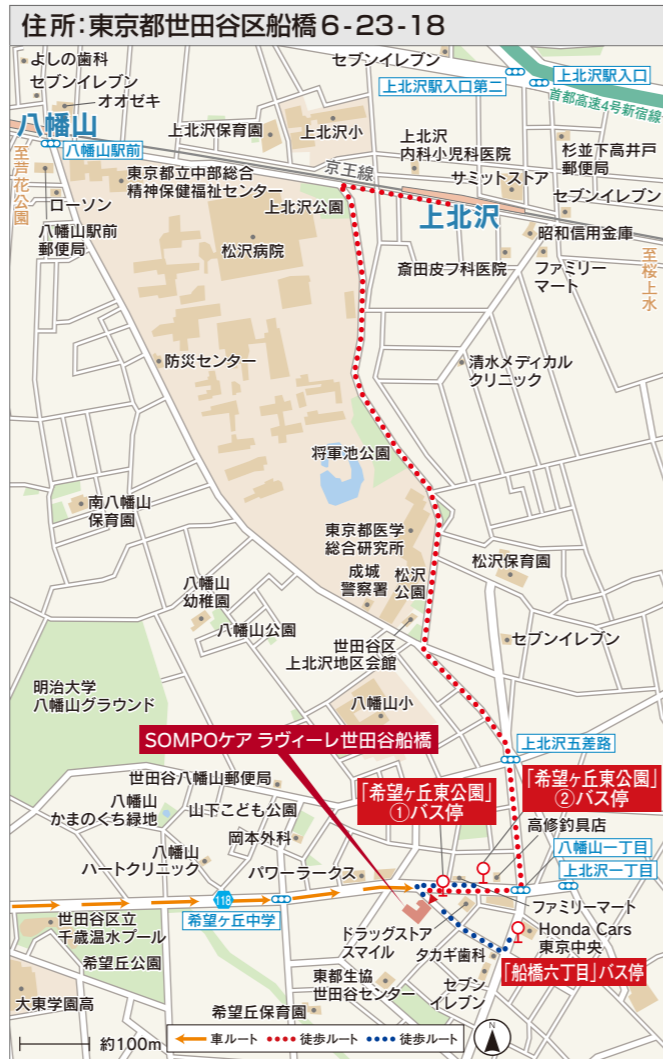 住所：東京都世田谷区船橋6-23-18
よしの歯科
セブンイレブン
オオゼキ
八幡山
八幡山駅前
至芦花公園
ローソン
八幡山駅前
郵便局
東京都立中部総合
精神保健福祉センター
上北沢保育園
上北沢小
セブンイレブン
上北沢駅入口第二
上北沢駅入口
首都高速4号新宿線
上北沢
内科小児科医院
杉並下高井戸
郵便局
サミットストア
セブンイレブン
京王線
上北沢公園
上北沢
昭和信用金庫
斎田皮フ科医院
ファミリー
マート
至桜上水
松沢病院
防災センター
清水メディカル
クリニック
将軍池公園
南八幡山
保育園
東京都医学
総合研究所
成城
警察署
松沢
公園
松沢保育園
八幡山
幼稚園
八幡山公園
世田谷区
上北沢地区会館
セブンイレブン
明治大学
八幡山グラウンド
八幡山小
SOMPOケア ラヴィーレ世田谷船橋
上北沢五差路
世田谷八幡山郵便局
「希望ヶ丘東公園」
①バス停
「希望ヶ丘東公園」
②バス停
八幡山
かまのくち緑地
山下こども公園
岡本外科
高修釣具店
八幡山一丁目
上北沢一丁目
八幡山
ハートクリニック
パワーラークス
118
希望ヶ丘中学
世田谷区立
千歳温水プール
希望丘公園
ドラッグストア
スマイル
ファミリーマート
Honda Cars
東京中央
タカギ歯科
「船橋六丁目」バス停
東都生協
世田谷センター
セブン
イレブン
大東学園高
希望丘保育園
約100m
車ルート
徒歩ルート
徒歩ルート
N